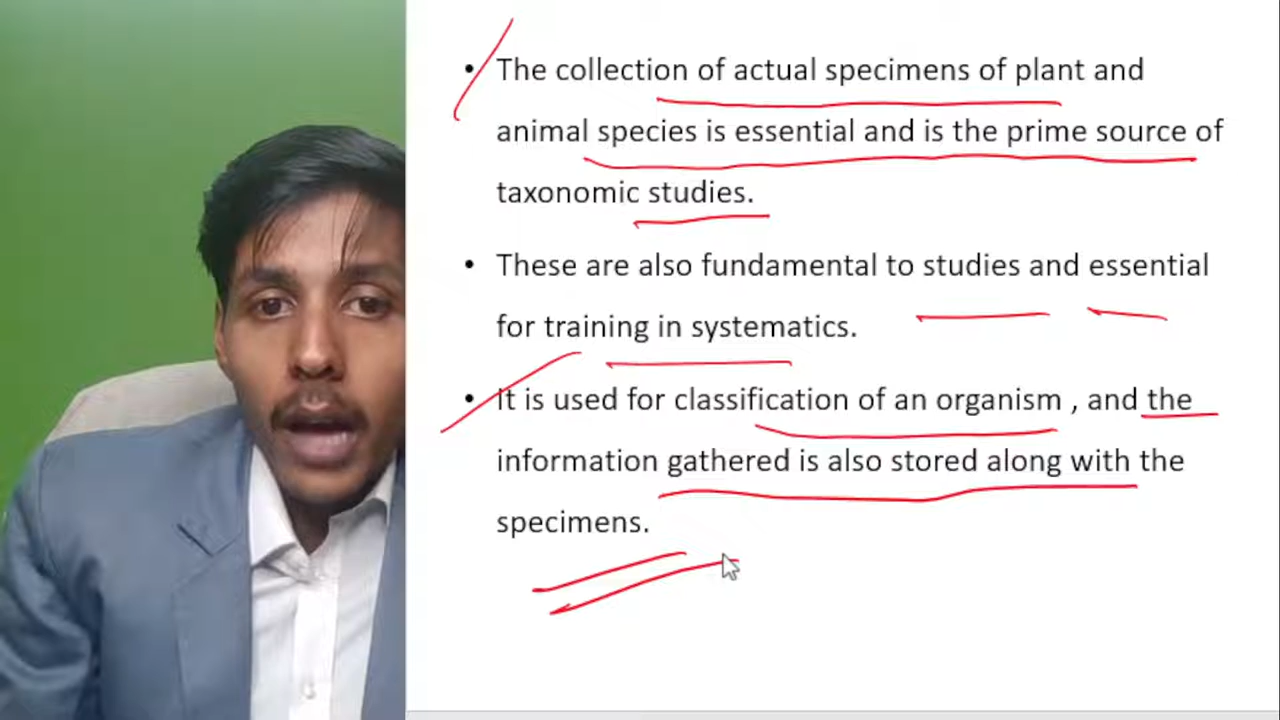 • The collection of actual specimens of plant and
animal species is essential and is the prime source of
taxonomic studies.
• These are also fundamental to studies and essential
for training in systematics.
• It is used for classification of an organism , and the
information gathered is also stored along with the
specimens.